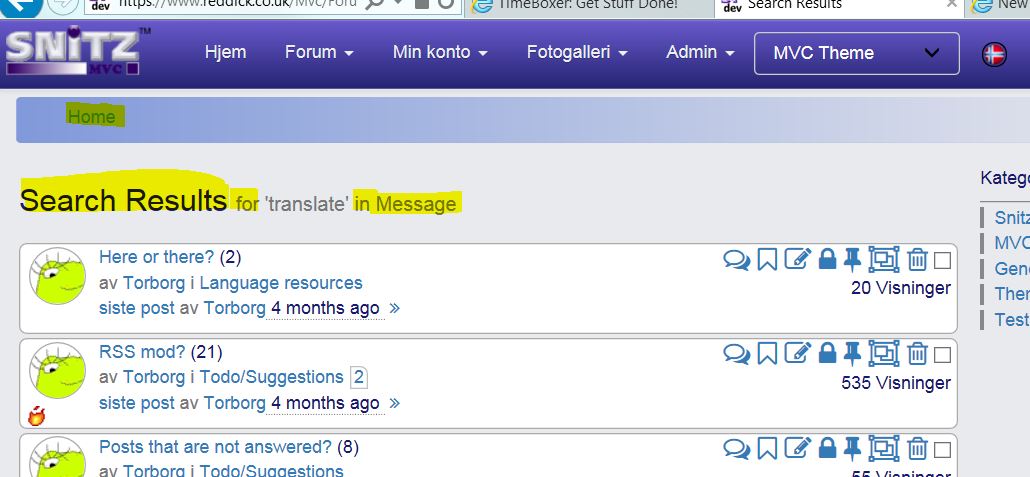 https://www.reddick.co.uk/Mvc/Foru
TimeBoxer: Get Stuff Done!
dev Search Results
New
SNiTZ™
MVC
Hjem Forum Min konto Fotogalleri Admin MVC Theme
Home
Search Results for 'translate' in Message
Here or there? (2)
av Torborg i Language resources
siste post av Torborg 4 months ago »
20 Visninger
RSS mod? (21)
av Torborg i Todo/Suggestions 2
siste post av Torborg 4 months ago »
535 Visninger
Posts that are not answered? (8)
av Torborg i Todo/Suggestions
55 Visninger
Katego
Snitz
MVC
Gene
Ther
Test